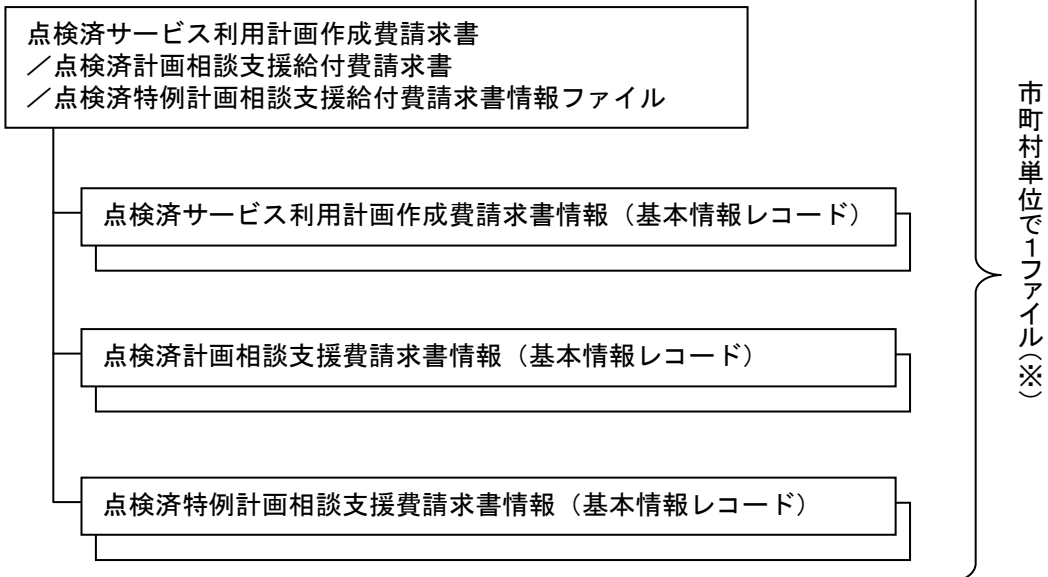 点検済サービス利用計画作成費請求書
／点検済計画相談支援給付費請求書
／点検済特例計画相談支援給付費請求書情報ファイル
点検済サービス利用計画作成費請求書情報（基本情報レコード）
点検済計画相談支援費請求書情報（基本情報レコード）
点検済特例計画相談支援費請求書情報（基本情報レコード）
市町村単位で１ファイル（※）